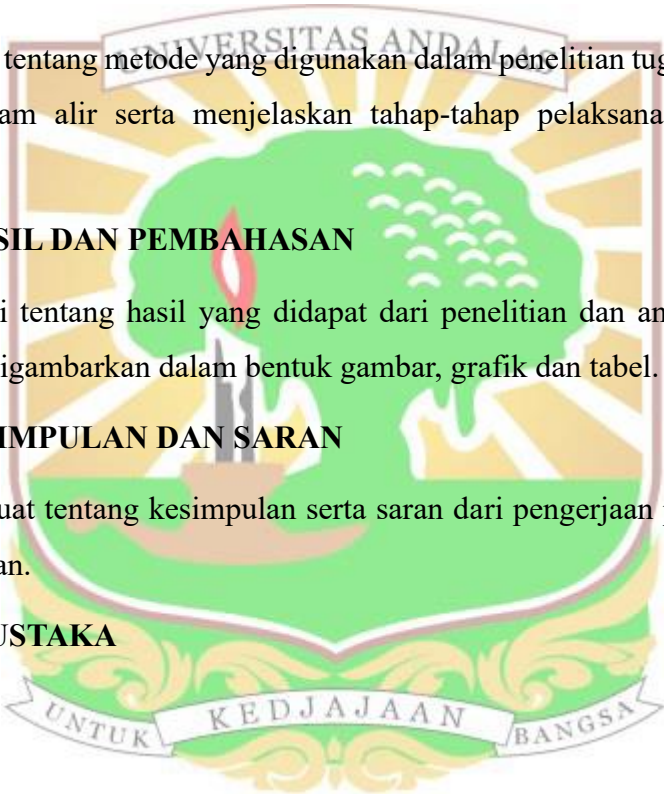 UNIVERSITAS ANDALAS
tentang metode yang digunakan dalam penelitian tug
am alir serta menjelaskan tahap-tahap pelaksana
SIL DAN PEMBAHASAN
i tentang hasil yang didapat dari penelitian dan an
igambarkan dalam bentuk gambar, grafik dan tabel.
IMPULAN DAN SARAN
uat tentang kesimpulan serta saran dari pengerjaan p
an.
USTAKA
UNTUK KEDJAJAAN BANGSA